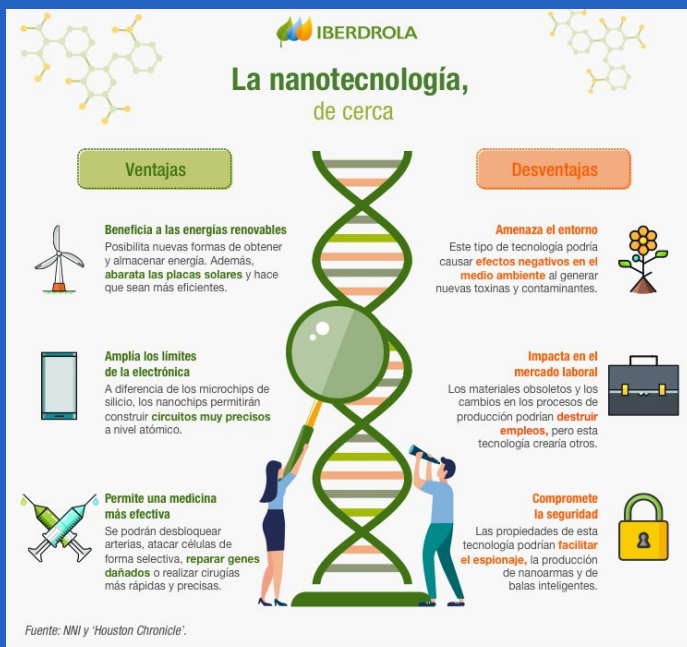 IBERDROLA
La nanotecnología,
de cerca
Ventajas
Beneficia a las energías renovables
Posibilita nuevas formas de obtener
y almacenar energía. Además,
abarata las placas solares y hace
que sean más eficientes.
Amplía los límites
de la electrónica
A diferencia de los microchips de
silicio, los nanochips permitirán
construir circuitos muy precisos
a nivel atómico.
Permite una medicina
más efectiva
Se podrán desbloquear
arterias, atacar células de
forma selectiva, reparar genes
dañados o realizar cirugías
más rápidas y precisas.
Desventajas
Amenaza el entorno
Este tipo de tecnología podría
causar efectos negativos en el
medio ambiente al generar
nuevas toxinas y contaminantes.
Impacta en el
mercado laboral
Los materiales obsoletos y los
cambios en los procesos de
producción podrían destruir
empleos, pero esta
tecnología crearía otros.
Compromete
la seguridad
Las propiedades de esta
tecnología podrían facilitar
el espionaje, la producción
de nanoarmas y de
balas inteligentes.
Fuente: NNI y 'Houston Chronicle'.